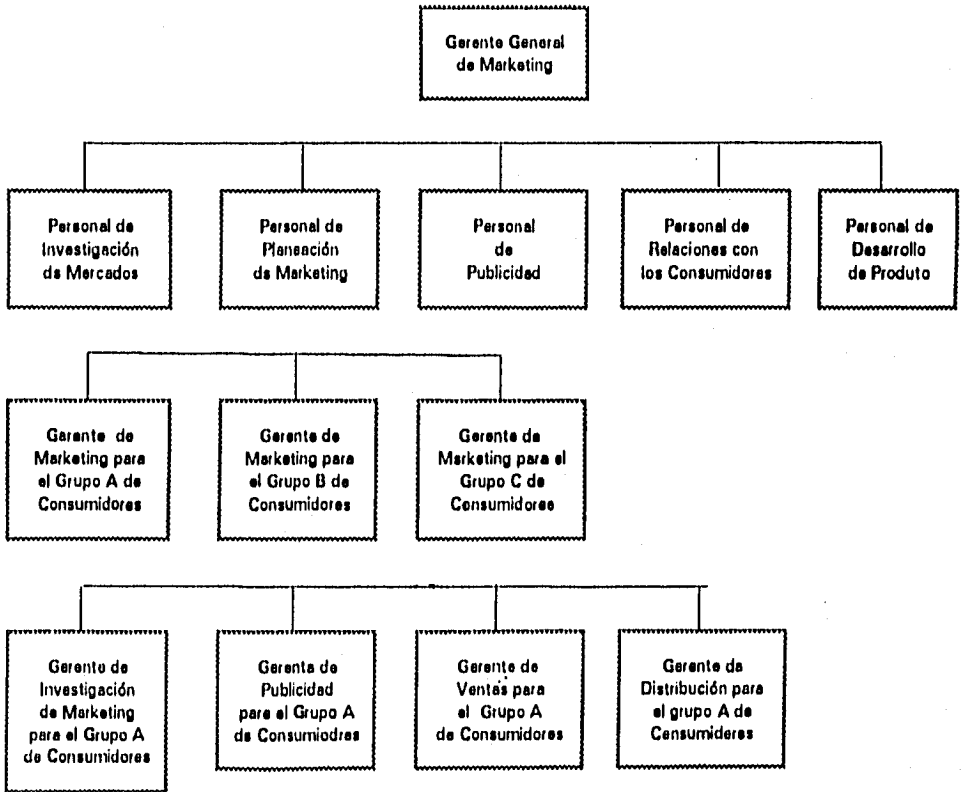 Gerente General
de Marketing
Personal de
Investigación
de Mercados
Personal de
Planeación
de Marketing
Personal
de
Publicidad
Personal de
Relaciones con
los Consumidores
Personal de
Desarrollo
de Produto
Gerente de
Marketing para
el Grupo A de
Consumidores
Gerente de
Marketing para
el Grupo B de
Consumidores
Gerente de
Marketing para el
Grupo C de
Consumidores
Gerente de
Investigación
de Marketing
para el Grupo A
de Consumidores
Gerente de
Publicidad
para el Grupo A
de Consumiodres
Gerente de
Ventas para
el Grupo A
de Consumidores
Gerente de
Distribución para
el grupo A de
Consumidores